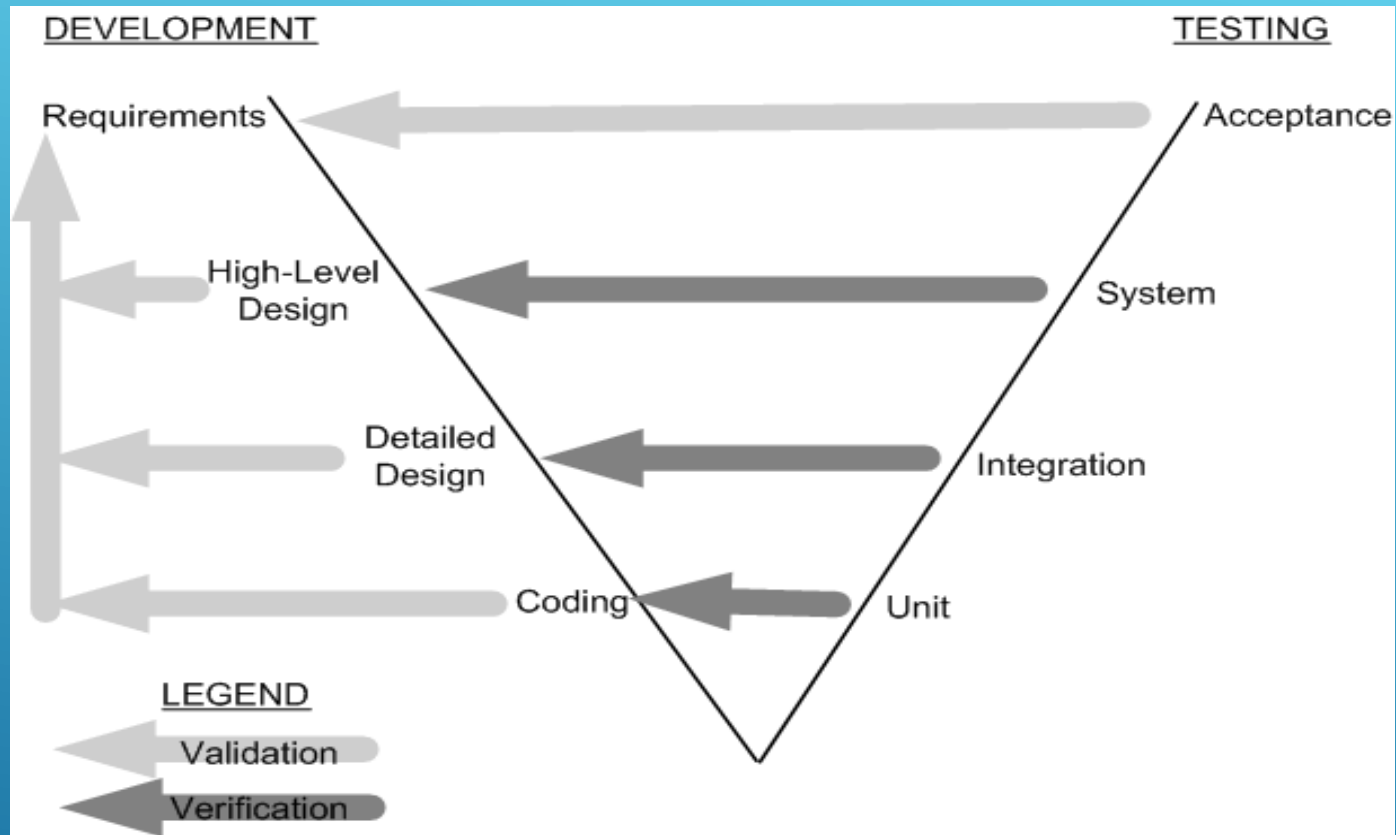 DEVELOPMENT
TESTING
Requirements
Acceptance
High-Level
Design
System
Detailed
Design
Integration
Coding
Unit
LEGEND
Validation
Verification